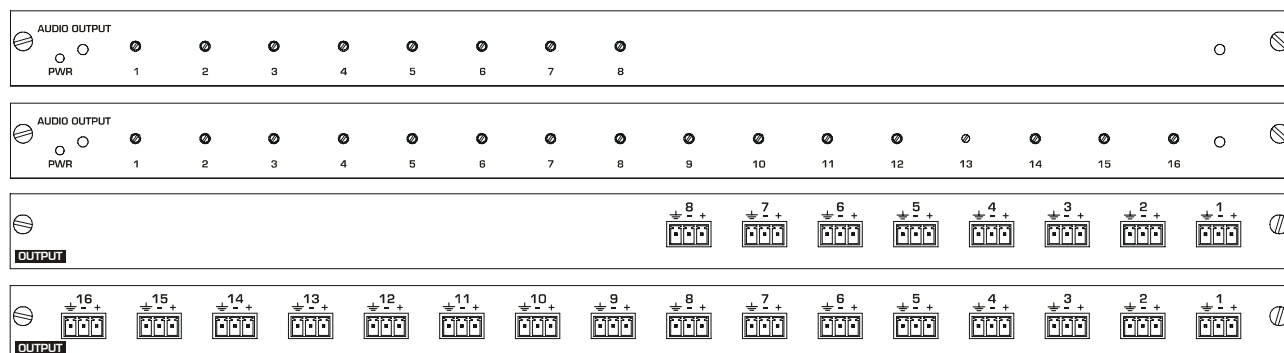 AUDIO OUTPUT
PWR 1 2 3 4 5 6 7 8
AUDIO OUTPUT
PWR 1 2 3 4 5 6 7 8 9 10 11 12 13 14 15 16
8 7 6 5 4 3 2 1
⏚ - + ⏚ - + ⏚ - + ⏚ - + ⏚ - + ⏚ - + ⏚ - + ⏚ - +
OUTPUT
16 15 14 13 12 11 10 9 8 7 6 5 4 3 2 1
⏚ - + ⏚ - + ⏚ - + ⏚ - + ⏚ - + ⏚ - + ⏚ - + ⏚ - + ⏚ - + ⏚ - + ⏚ - + ⏚ - + ⏚ - + ⏚ - + ⏚ - + ⏚ - +
OUTPUT